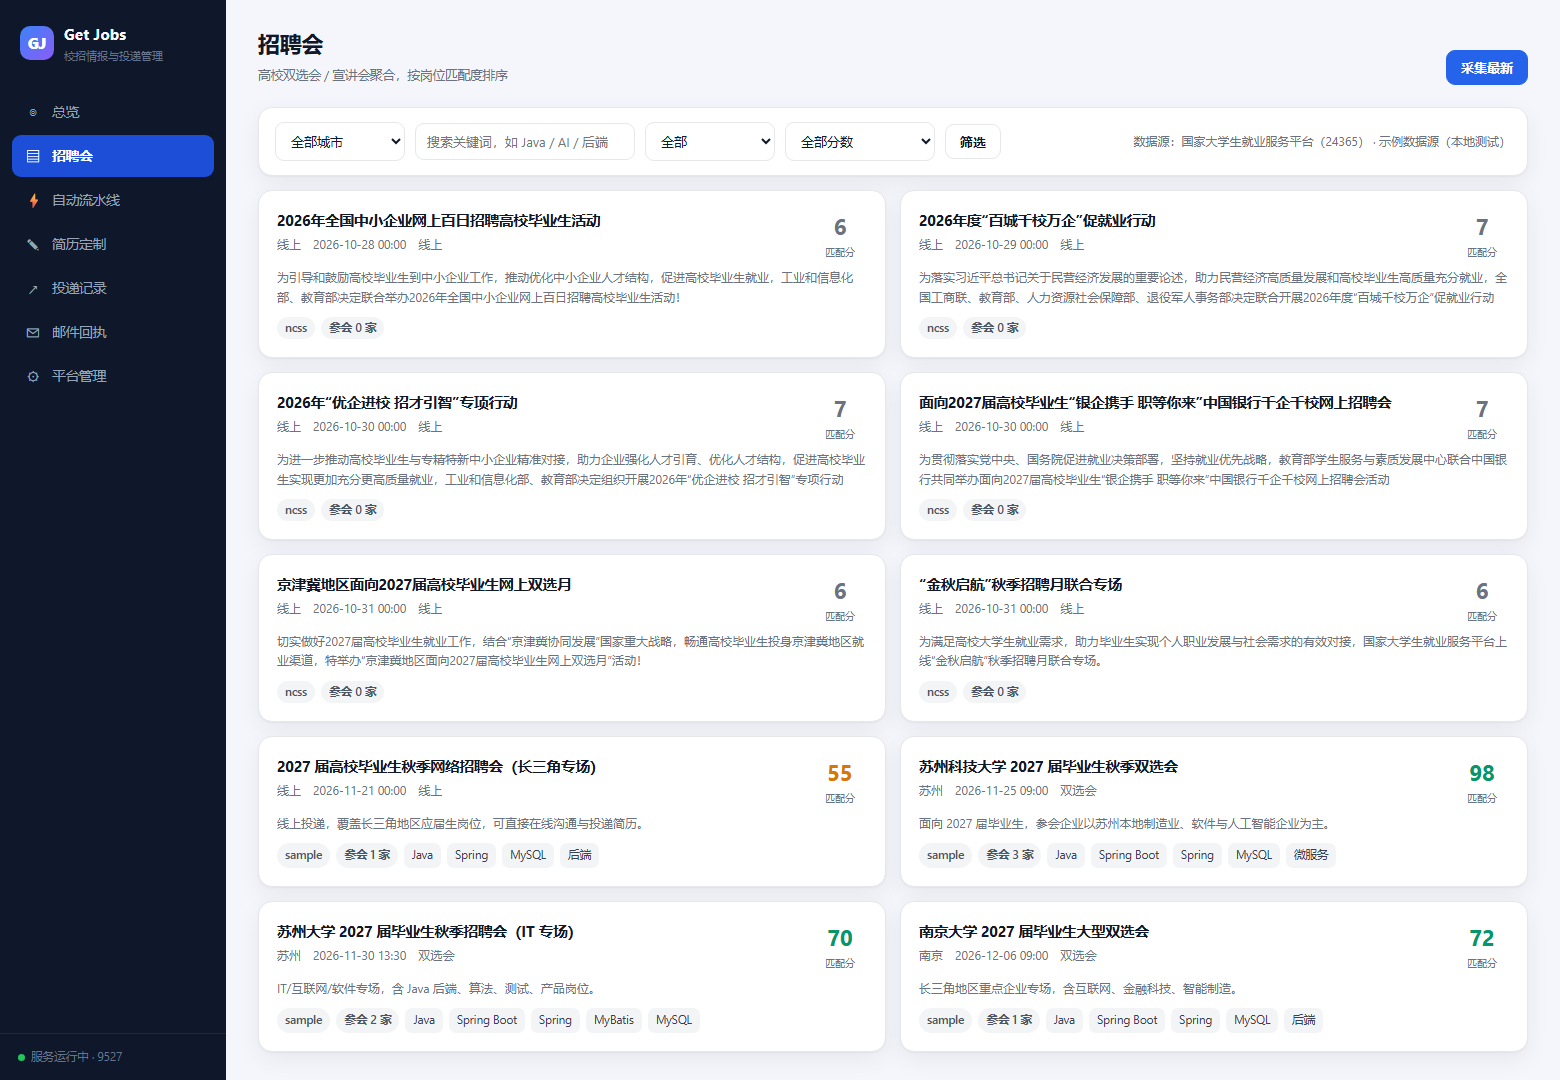 GJ
Get Jobs
校招情报与投递管理
总览
招聘会
自动流水线
简历定制
投递记录
邮件回执
平台管理
服务运行中 · 9527
招聘会
高校双选会 / 宣讲会聚合，按岗位匹配度排序
采集最新
全部城市
搜索关键词，如 Java / AI / 后端
全部
全部分数
筛选
数据源：国家大学生就业服务平台（24365） · 示例数据源（本地测试）
2026年全国中小企业网上百日招聘高校毕业生活动
线上 2026-10-28 00:00 线上
6
匹配分
为引导和鼓励高校毕业生到中小企业工作，推动优化中小企业人才结构，促进高校毕业生就业，工业和信息化
部、教育部决定联合举办2026年全国中小企业网上百日招聘高校毕业生活动！
ncss 参会 0 家
2026年度“百城千校万企”促就业行动
线上 2026-10-29 00:00 线上
7
匹配分
为落实习近平总书记关于民营经济发展的重要论述，助力民营经济高质量发展和高校毕业生高质量充分就业，全
国工商联、教育部、人力资源社会保障部、退役军人事务部决定联合开展2026年度“百城千校万企”促就业行动
ncss 参会 0 家
2026年“优企进校 招才引智”专项行动
线上 2026-10-30 00:00 线上
7
匹配分
为进一步推动高校毕业生与专精特新中小企业精准对接，助力企业强化人才引育、优化人才结构，促进高校毕业
生实现更加充分更高质量就业，工业和信息化部、教育部决定组织开展2026年“优企进校 招才引智”专项行动
ncss 参会 0 家
面向2027届高校毕业生“银企携手 职等你来”中国银行千企千校网上招聘会
线上 2026-10-30 00:00 线上
7
匹配分
为贯彻落实党中央、国务院促进就业决策部署，坚持就业优先战略，教育部学生服务与素质发展中心联合中国银
行共同举办面向2027届高校毕业生“银企携手 职等你来”中国银行千企千校网上招聘会活动
ncss 参会 0 家
京津冀地区面向2027届高校毕业生网上双选月
线上 2026-10-31 00:00 线上
6
匹配分
切实做好2027届高校毕业生就业工作，结合“京津冀协同发展”国家重大战略，畅通高校毕业生投身京津冀地区就
业渠道，特举办“京津冀地区面向2027届高校毕业生网上双选月”活动！
ncss 参会 0 家
“金秋启航”秋季招聘月联合专场
线上 2026-10-31 00:00 线上
6
匹配分
为满足高校大学生就业需求，助力毕业生实现个人职业发展与社会需求的有效对接，国家大学生就业服务平台上
线“金秋启航”秋季招聘月联合专场。
ncss 参会 0 家
2027 届高校毕业生秋季网络招聘会（长三角专场）
线上 2026-11-21 00:00 线上
55
匹配分
线上投递，覆盖长三角地区应届生岗位，可直接在线沟通与投递简历。
sample 参会 1 家 Java Spring MySQL 后端
苏州科技大学 2027 届毕业生秋季双选会
苏州 2026-11-25 09:00 双选会
98
匹配分
面向 2027 届毕业生，参会企业以苏州本地制造业、软件与人工智能企业为主。
sample 参会 3 家 Java Spring Boot Spring MySQL 微服务
苏州大学 2027 届毕业生秋季招聘会（IT 专场）
苏州 2026-11-30 13:30 双选会
70
匹配分
IT/互联网/软件专场，含 Java 后端、算法、测试、产品岗位。
sample 参会 2 家 Java Spring Boot Spring MyBatis MySQL
南京大学 2027 届毕业生大型双选会
南京 2026-12-06 09:00 双选会
72
匹配分
长三角地区重点企业专场，含互联网、金融科技、智能制造。
sample 参会 1 家 Java Spring Boot Spring MySQL 后端